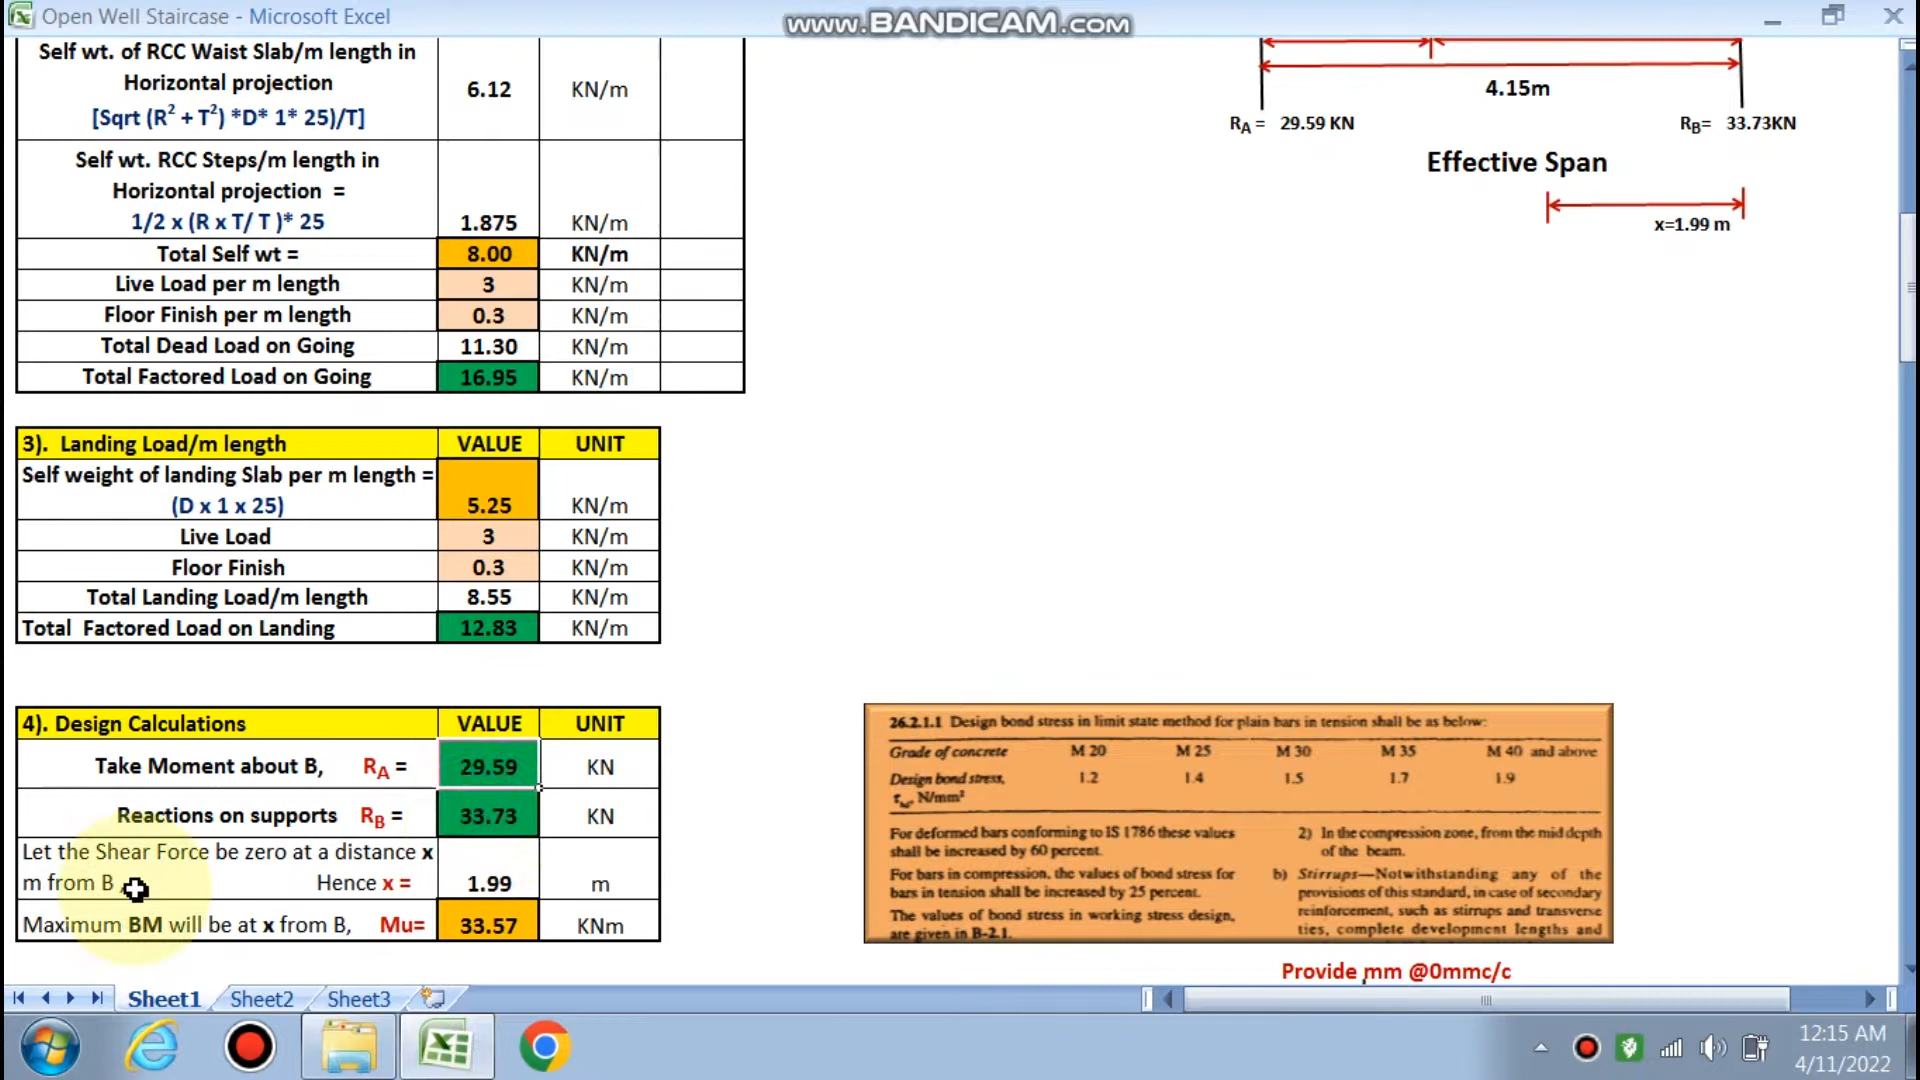 Open Well Staircase - Microsoft Excel
www.BANDICAM.com
Self wt. of RCC Waist Slab/m length in
Horizontal projection
[Sqrt (R² + T²) *D* 1* 25)/T]
6.12
KN/m
Self wt. RCC Steps/m length in
Horizontal projection =
1/2 x (R x T/ T )* 25
1.875
KN/m
Total Self wt =
8.00
KN/m
Live Load per m length
3
KN/m
Floor Finish per m length
0.3
KN/m
Total Dead Load on Going
11.30
KN/m
Total Factored Load on Going
16.95
KN/m
4.15m
RA = 29.59 KN
RB= 33.73KN
Effective Span
x=1.99 m
3). Landing Load/m length
VALUE
UNIT
Self weight of landing Slab per m length =
(D x 1 x 25)
5.25
KN/m
Live Load
3
KN/m
Floor Finish
0.3
KN/m
Total Landing Load/m length
8.55
KN/m
Total Factored Load on Landing
12.83
KN/m
4). Design Calculations
VALUE
UNIT
Take Moment about B, RA =
29.59
KN
Reactions on supports RB =
33.73
KN
Let the Shear Force be zero at a distance x
m from B , Hence x =
1.99
m
Maximum BM will be at x from B, Mu=
33.57
KNm
26.2.1.1 Design bond stress in limit state method for plain bars in tension shall be as below:
Grade of concrete M 20 M 25 M 30 M 35 M 40 and above
Design bond stress, 1.2 1.4 1.5 1.7 1.9
τbd, N/mm²
For deformed bars conforming to IS 1786 these values
shall be increased by 60 percent.
For bars in compression, the values of bond stress for
bars in tension shall be increased by 25 percent.
The values of bond stress in working stress design,
are given in B-2.1.
2) In the compression zone, from the mid depth
of the beam.
b) Stirrups—Notwithstanding any of the
provisions of this standard, in case of secondary
reinforcement, such as stirrups and transverse
ties, complete development lengths and
Provide mm @0mmc/c
Sheet1
Sheet2
Sheet3
12:15 AM
4/11/2022